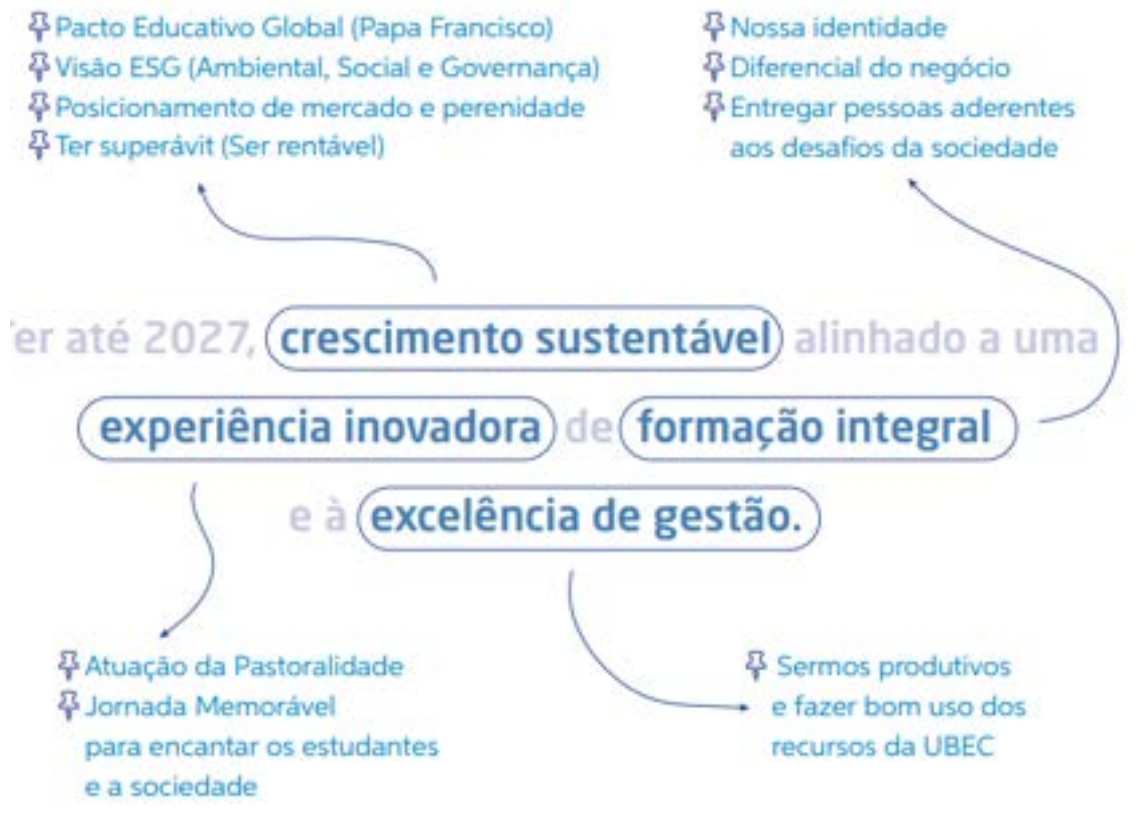 Pacto Educativo Global (Papa Francisco)
Visão ESG (Ambiental, Social e Governança)
Posicionamento de mercado e perenidade
Ter superávit (Ser rentável)
Nossa identidade
Diferencial do negócio
Entregar pessoas aderentes
aos desafios da sociedade
Ter até 2027, crescimento sustentável alinhado a uma
experiência inovadora de formação integral
e à excelência de gestão.
Atuação da Pastoralidade
Jornada Memorável
para encantar os estudantes
e a sociedade
Sermos produtivos
e fazer bom uso dos
recursos da UBEC